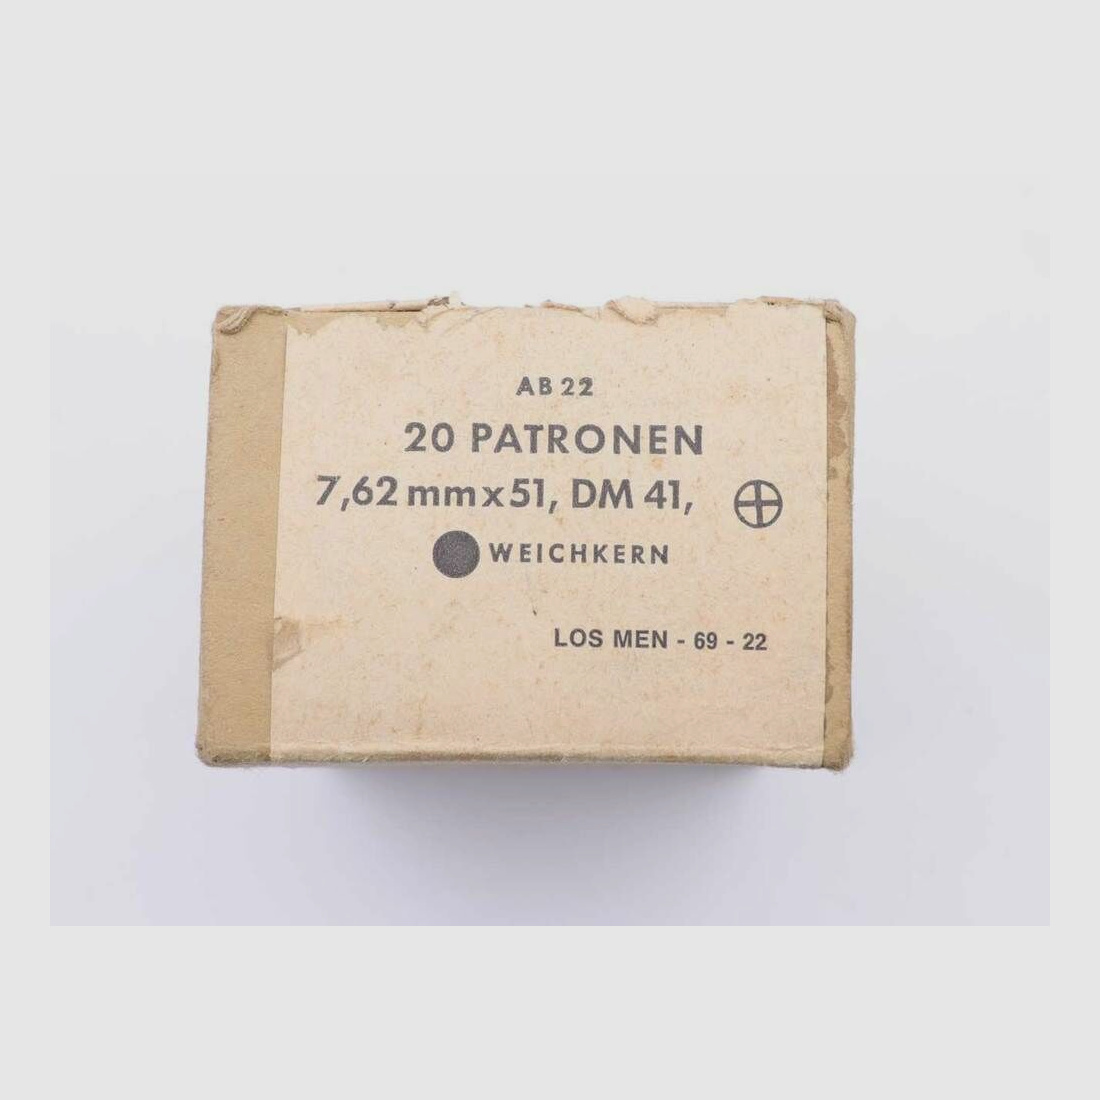 AB 22
20 PATRONEN
7,62 mm x 51, DM 41,
WEICHKERN
LOS MEN - 69 - 22